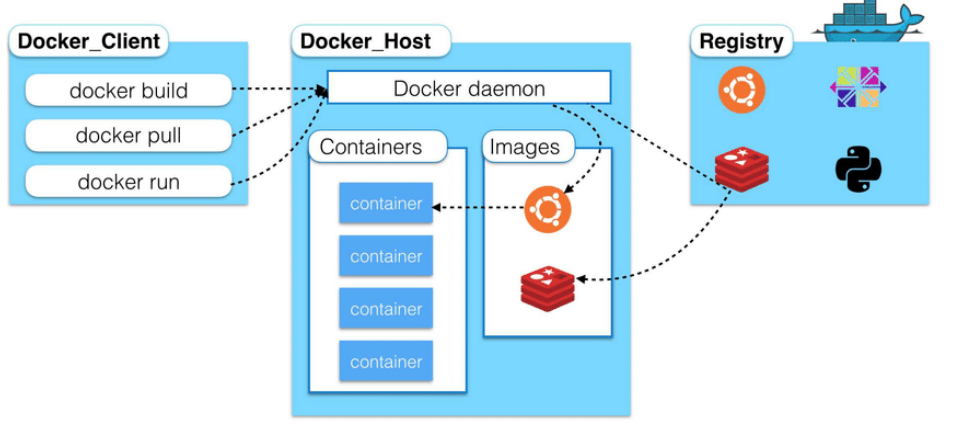 Docker_Client
docker build
docker pull
docker run
Docker_Host
Docker daemon
Containers
container
container
container
container
Images
Registry